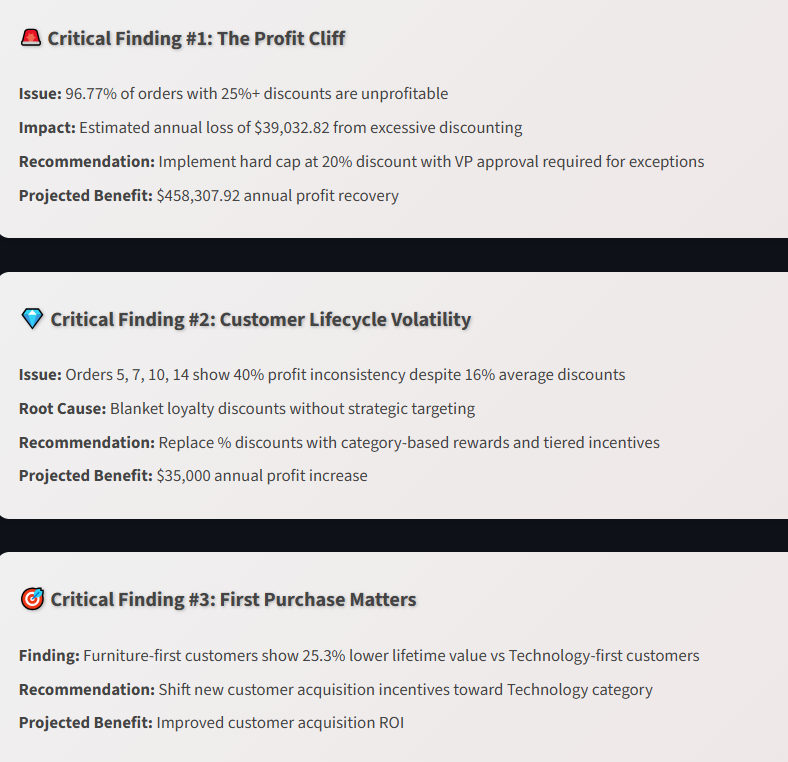 Critical Finding #1: The Profit Cliff
Issue: 96.77% of orders with 25%+ discounts are unprofitable
Impact: Estimated annual loss of $39,032.82 from excessive discounting
Recommendation: Implement hard cap at 20% discount with VP approval required for exceptions
Projected Benefit: $458,307.92 annual profit recovery
Critical Finding #2: Customer Lifecycle Volatility
Issue: Orders 5, 7, 10, 14 show 40% profit inconsistency despite 16% average discounts
Root Cause: Blanket loyalty discounts without strategic targeting
Recommendation: Replace % discounts with category-based rewards and tiered incentives
Projected Benefit: $35,000 annual profit increase
Critical Finding #3: First Purchase Matters
Finding: Furniture-first customers show 25.3% lower lifetime value vs Technology-first customers
Recommendation: Shift new customer acquisition incentives toward Technology category
Projected Benefit: Improved customer acquisition ROI